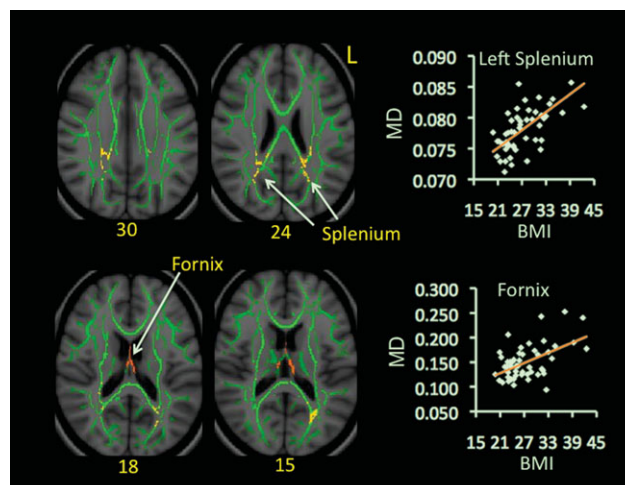 L
30
24
Splenium
Left Splenium
MD
0.090
0.085
0.080
0.075
0.070
15 21 27 33 39 45
BMI
Fornix
18
15
Fornix
MD
0.300
0.250
0.200
0.150
0.100
0.050
15 21 27 33 39 45
BMI